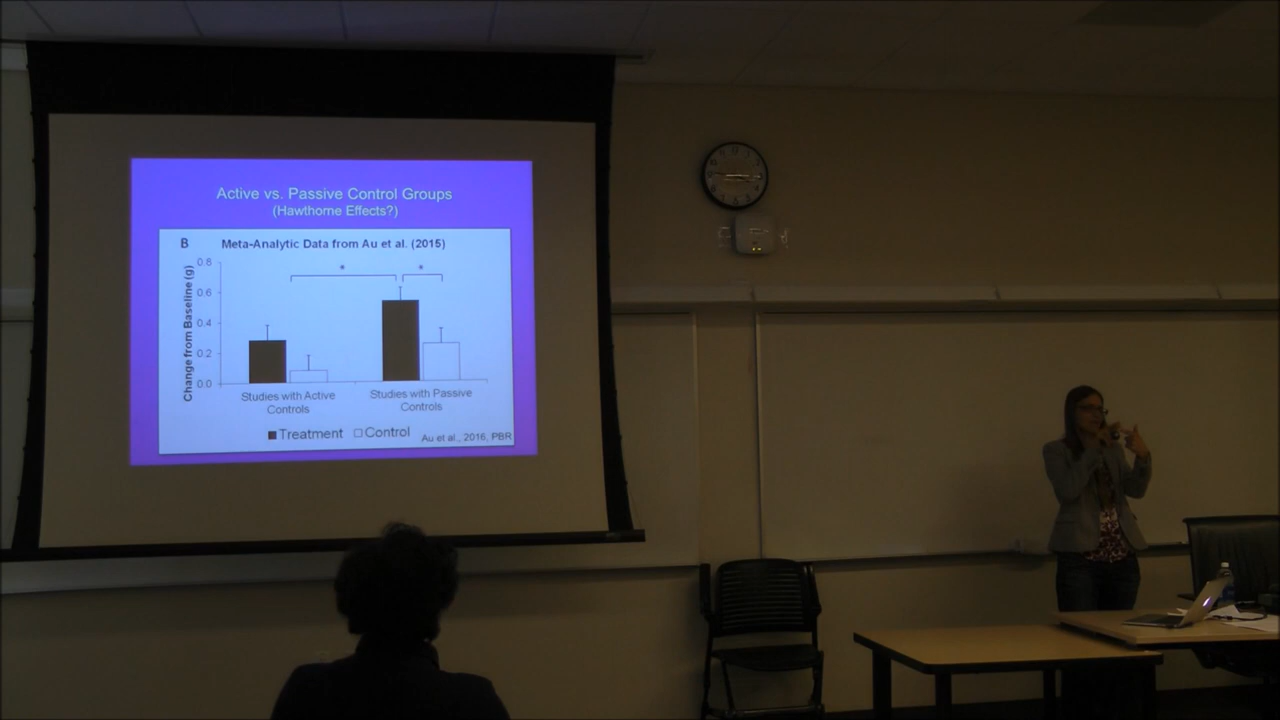 Active vs. Passive Control Groups
(Hawthorne Effects?)
B Meta-Analytic Data from Au et al. (2015)
Change from Baseline (g)
0.8
0.6
0.4
0.2
0.0
*
*
Studies with Active
Controls
Studies with Passive
Controls
Treatment Control
Au et al., 2016, PBR